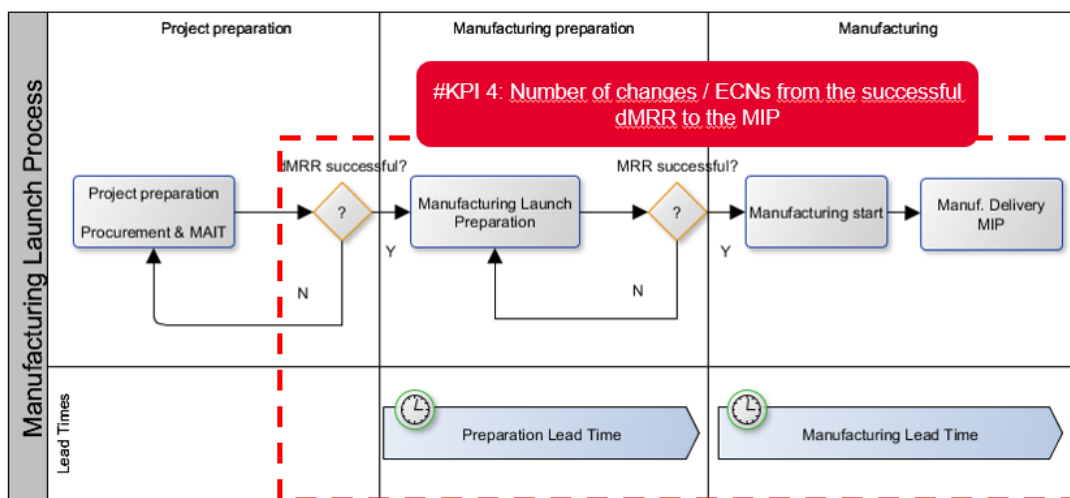 Manufacturing Launch Process
Project preparation
Manufacturing preparation
Manufacturing
#KPI 4: Number of changes / ECNs from the successful
dMRR to the MIP
dMRR successful?
MRR successful?
Project preparation
Procurement & MAIT
?
Manufacturing Launch
Preparation
?
Manufacturing start
Manuf. Delivery
MIP
Y
Y
N
N
Lead Times
Preparation Lead Time
Manufacturing Lead Time